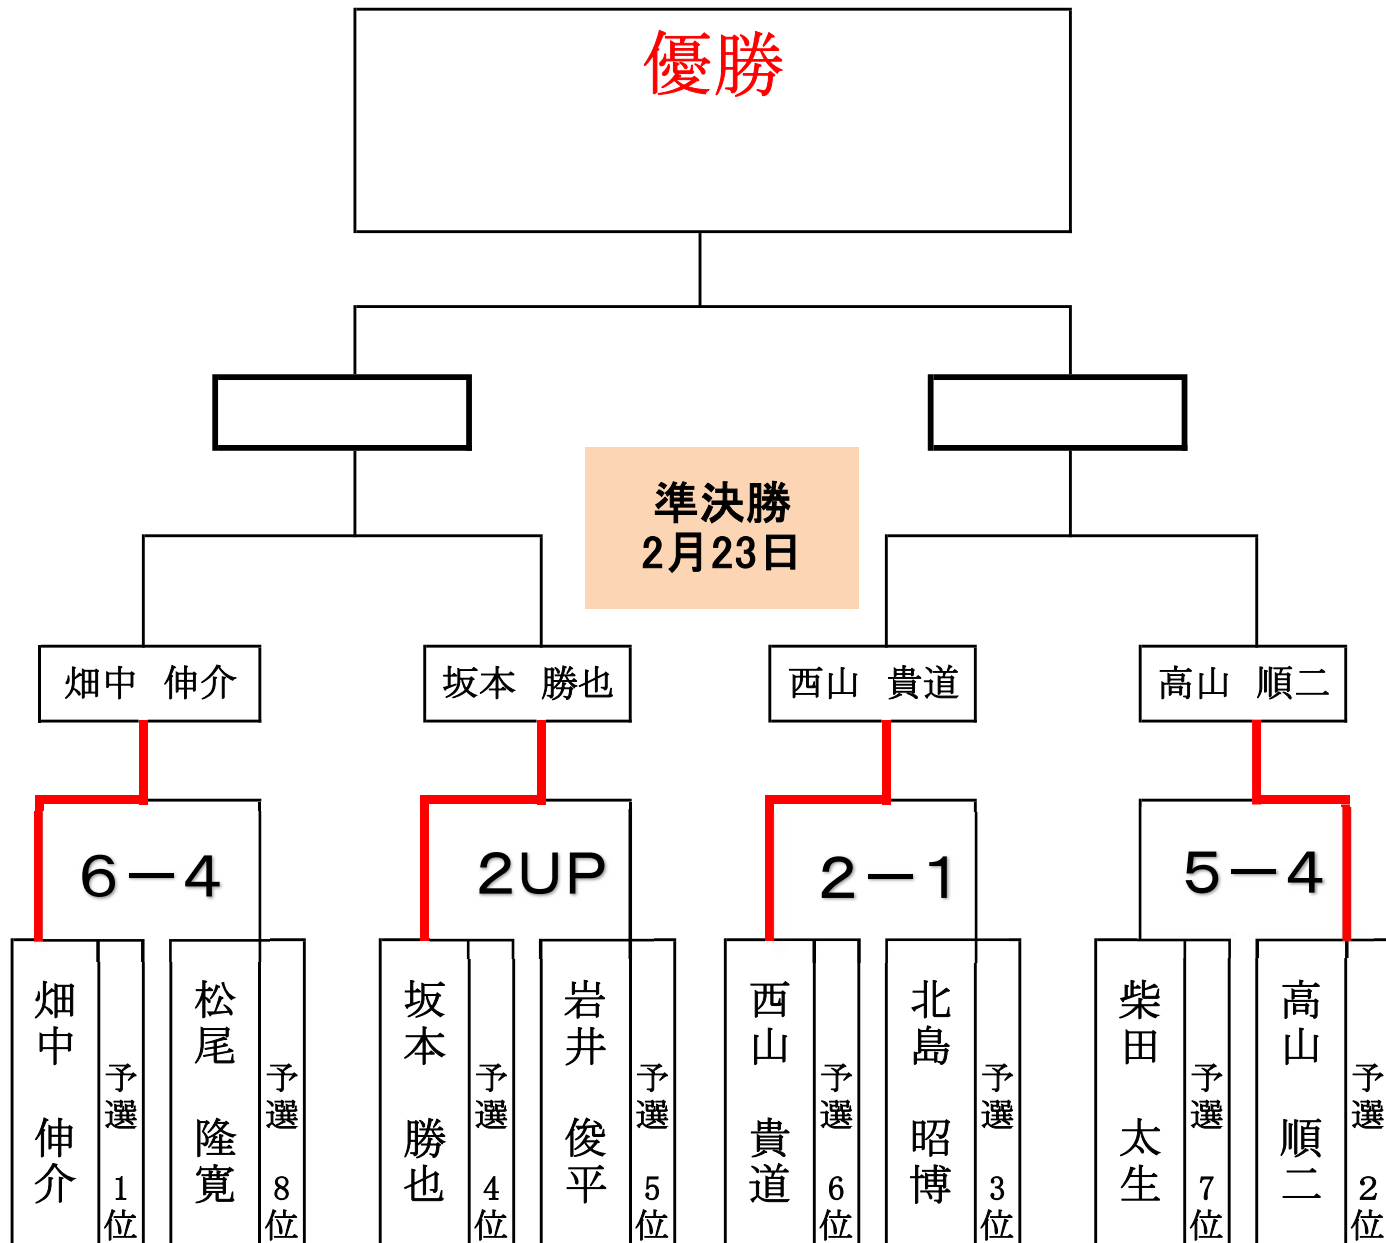 優勝
準決勝
2月23日
畑中　伸介
坂本　勝也
西山　貴道
高山　順二
6－4
2UP
2－1
5－4
畑中　伸介
予選　1位
松尾　隆寛
予選　8位
坂本　勝也
予選　4位
岩井　俊平
予選　5位
西山　貴道
予選　6位
北島　昭博
予選　3位
柴田　太生
予選　7位
高山　順二
予選　2位